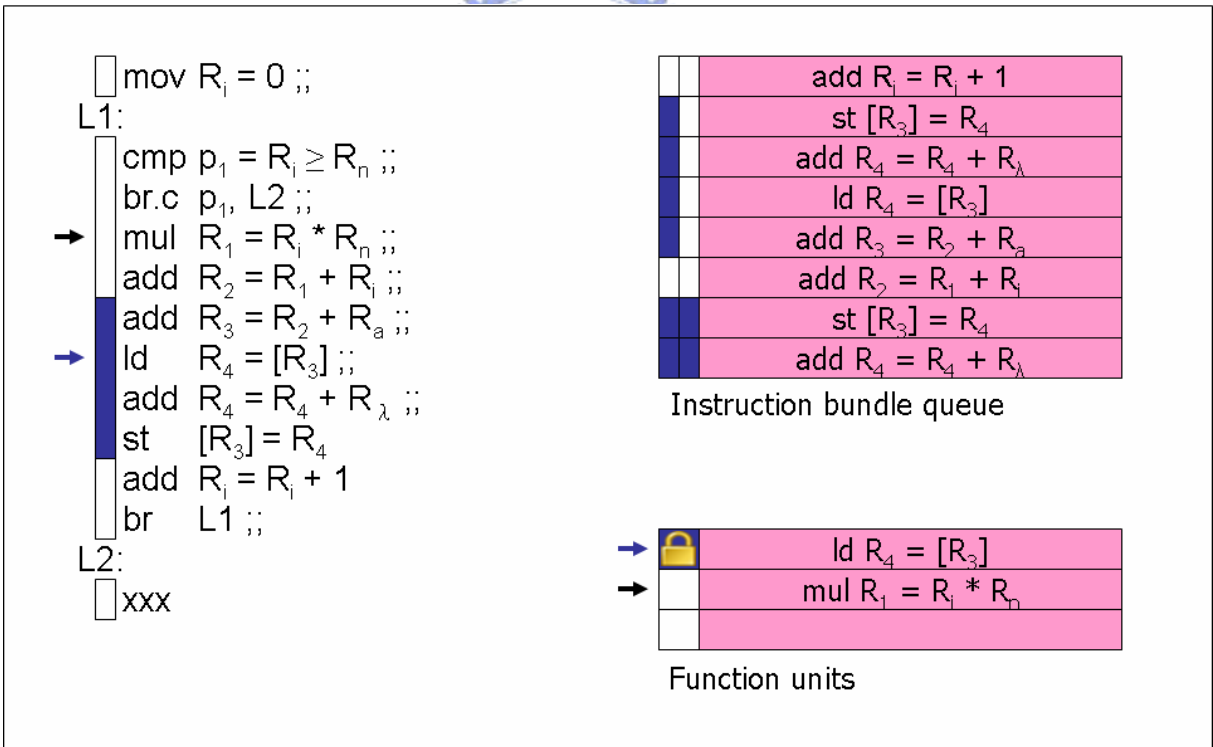 mov Rᵢ = 0 ;;
L1:
cmp p₁ = Rᵢ ≥ Rₙ ;;
br.c p₁, L2 ;;
mul R₁ = Rᵢ * Rₙ ;;
add R₂ = R₁ + Rᵢ ;;
add R₃ = R₂ + Rₐ ;;
ld R₄ = [R₃] ;;
add R₄ = R₄ + R_λ ;;
st [R₃] = R₄
add Rᵢ = Rᵢ + 1
br L1 ;;
L2:
xxx
add Rᵢ = Rᵢ + 1
st [R₃] = R₄
add R₄ = R₄ + R_λ
ld R₄ = [R₃]
add R₃ = R₂ + Rₐ
add R₂ = R₁ + Rᵢ
st [R₃] = R₄
add R₄ = R₄ + R_λ
Instruction bundle queue
ld R₄ = [R₃]
mul R₁ = Rᵢ * Rₙ
Function units